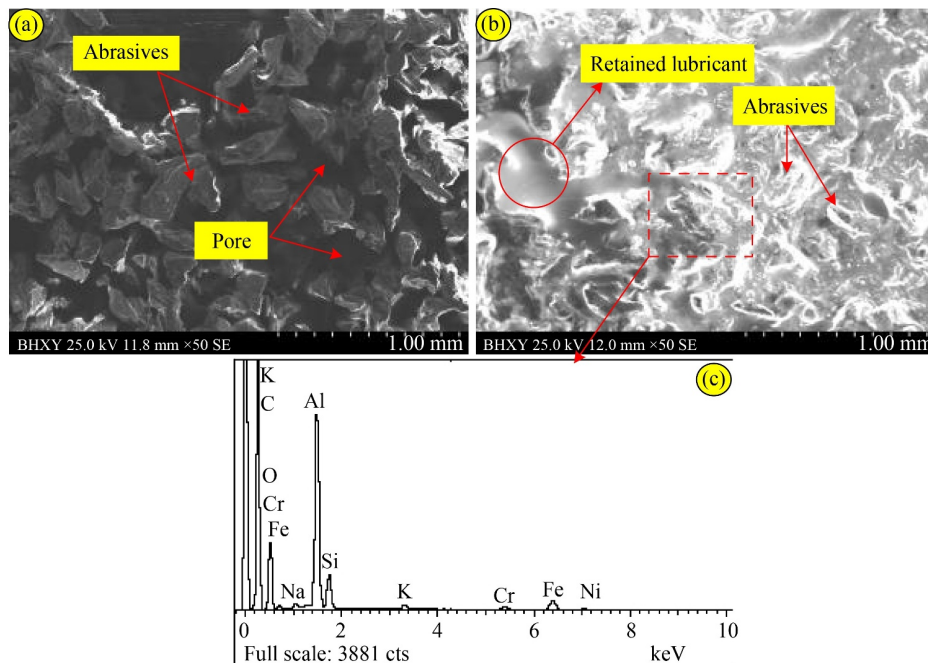 (a)
Abrasives
Pore
BHXY 25.0 kV 11.8 mm ×50 SE
1.00 mm
(b)
Retained lubricant
Abrasives
BHXY 25.0 kV 12.0 mm ×50 SE
1.00 mm
(c)
K
C
O
Cr
Fe
Na
Al
Si
K
Cr
Fe
Ni
0 2 4 6 8 10
Full scale: 3881 cts
keV